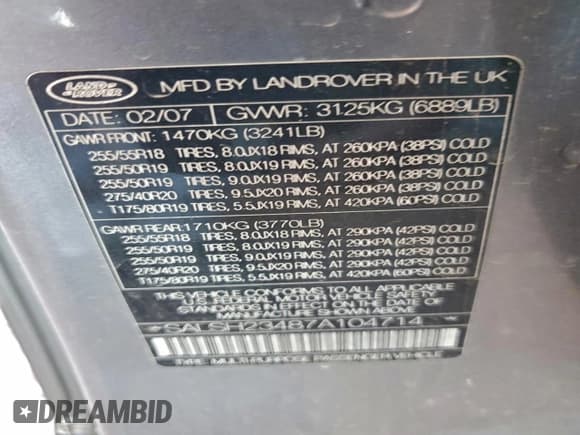 LAND ROVER
MFD BY LANDROVER IN THE UK
DATE: 02/07 GVWR: 3125KG (6889LB)
GAWR FRONT: 1470KG (3241LB)
255/55R18 TIRES, 8.0JX18 RIMS, AT 260KPA (38PSI) COLD
255/50R19 TIRES, 8.0JX19 RIMS, AT 260KPA (38PSI) COLD
255/50R19 TIRES, 9.0JX19 RIMS, AT 260KPA (38PSI) COLD
275/40R20 TIRES, 9.5JX20 RIMS, AT 260KPA (38PSI) COLD
T175/80R19 TIRES, 5.5JX19 RIMS, AT 420KPA (60PSI) COLD
GAWR REAR: 1710KG (3770LB)
255/55R18 TIRES, 8.0JX18 RIMS, AT 290KPA (42PSI) COLD
255/50R19 TIRES, 8.0JX19 RIMS, AT 290KPA (42PSI) COLD
255/50R19 TIRES, 9.0JX19 RIMS, AT 290KPA (42PSI) COLD
275/40R20 TIRES, 9.5JX20 RIMS, AT 290KPA (42PSI) COLD
T175/80R19 TIRES, 5.5JX19 RIMS, AT 420KPA (60PSI) COLD
THIS VEHICLE CONFORMS TO ALL APPLICABLE
U.S. FEDERAL MOTOR VEHICLE SAFETY
STANDARDS IN EFFECT ON THE DATE OF
MANUFACTURE SHOWN ABOVE
*SALSH23487A104714*
TYPE: MULTI-PURPOSE PASSENGER VEHICLE
DREAMBID